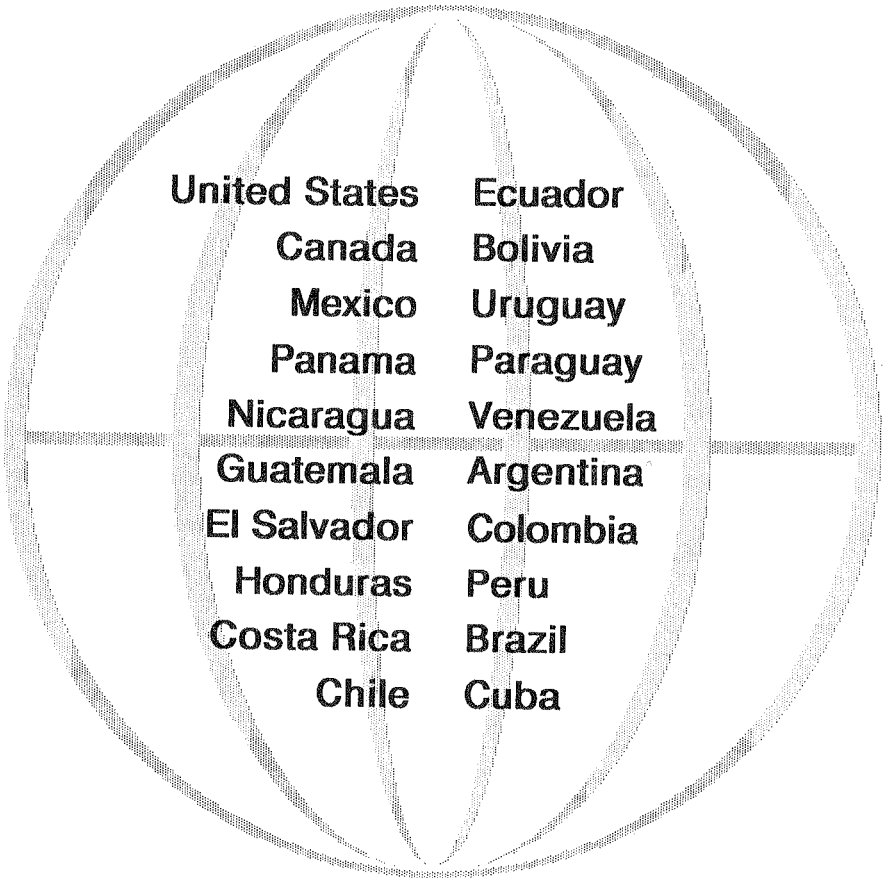 United States Ecuador
Canada Bolivia
Mexico Uruguay
Panama Paraguay
Nicaragua Venezuela
Guatemala Argentina
El Salvador Colombia
Honduras Peru
Costa Rica Brazil
Chile Cuba